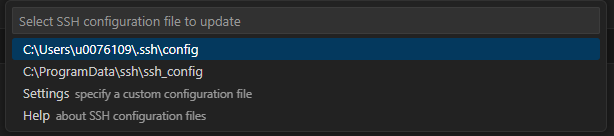 Select SSH configuration file to update
C:\Users\u0076109\.ssh\config
C:\ProgramData\ssh\ssh_config
Settings specify a custom configuration file
Help about SSH configuration files